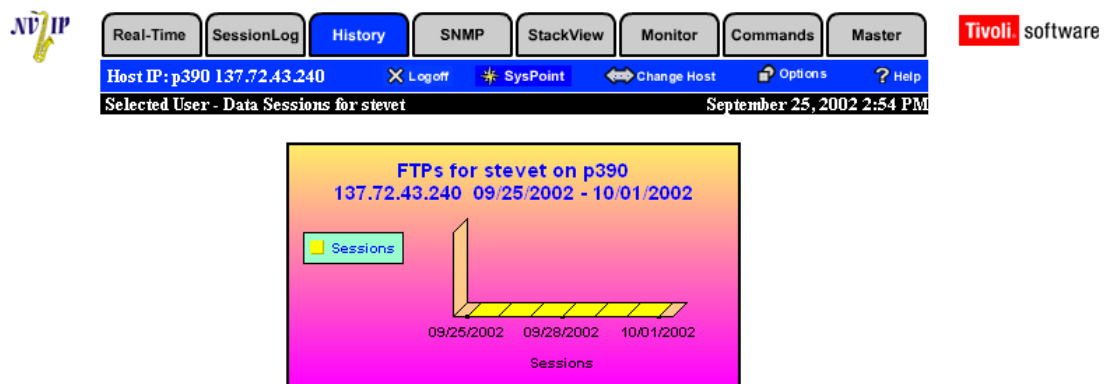 NV IP
Real-Time SessionLog History SNMP StackView Monitor Commands Master
Tivoli. software
Host IP: p390 137.72.43.240 Logoff SysPoint Change Host Options ? Help
Selected User - Data Sessions for stevet September 25, 2002 2:54 PM
FTPs for stevet on p390
137.72.43.240 09/25/2002 - 10/01/2002
Sessions
09/25/2002 09/28/2002 10/01/2002
Sessions